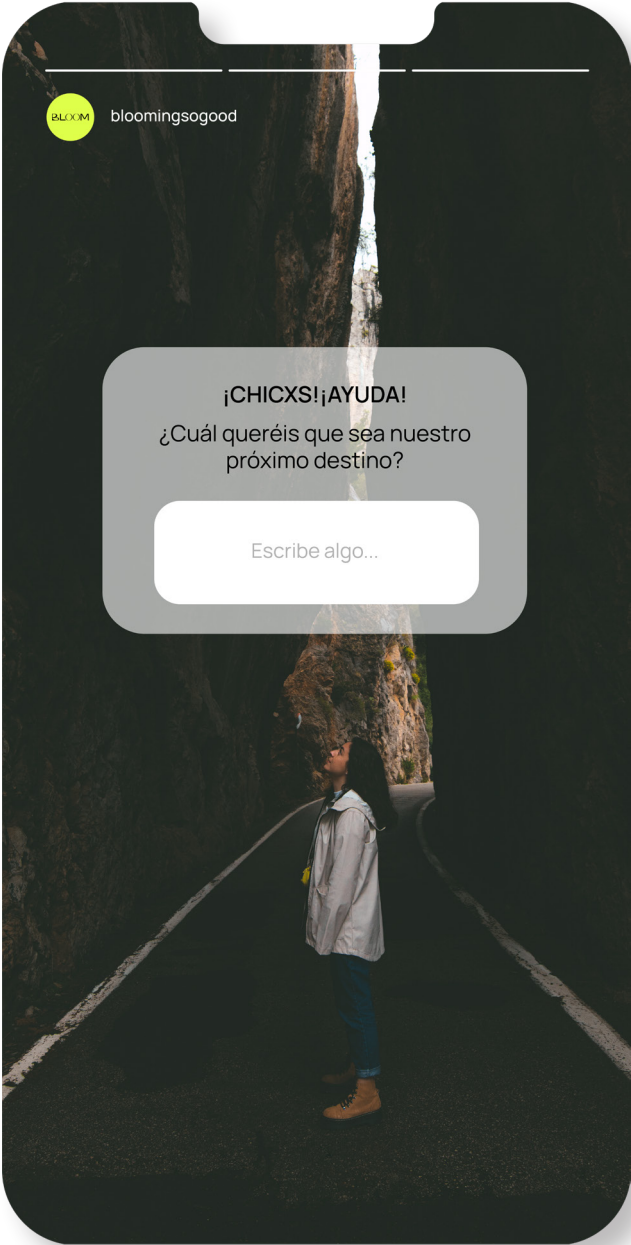 BLOOM
bloomingsogood
¡CHICXS!¡AYUDA!
¿Cuál queréis que sea nuestro
próximo destino?
Escribe algo...